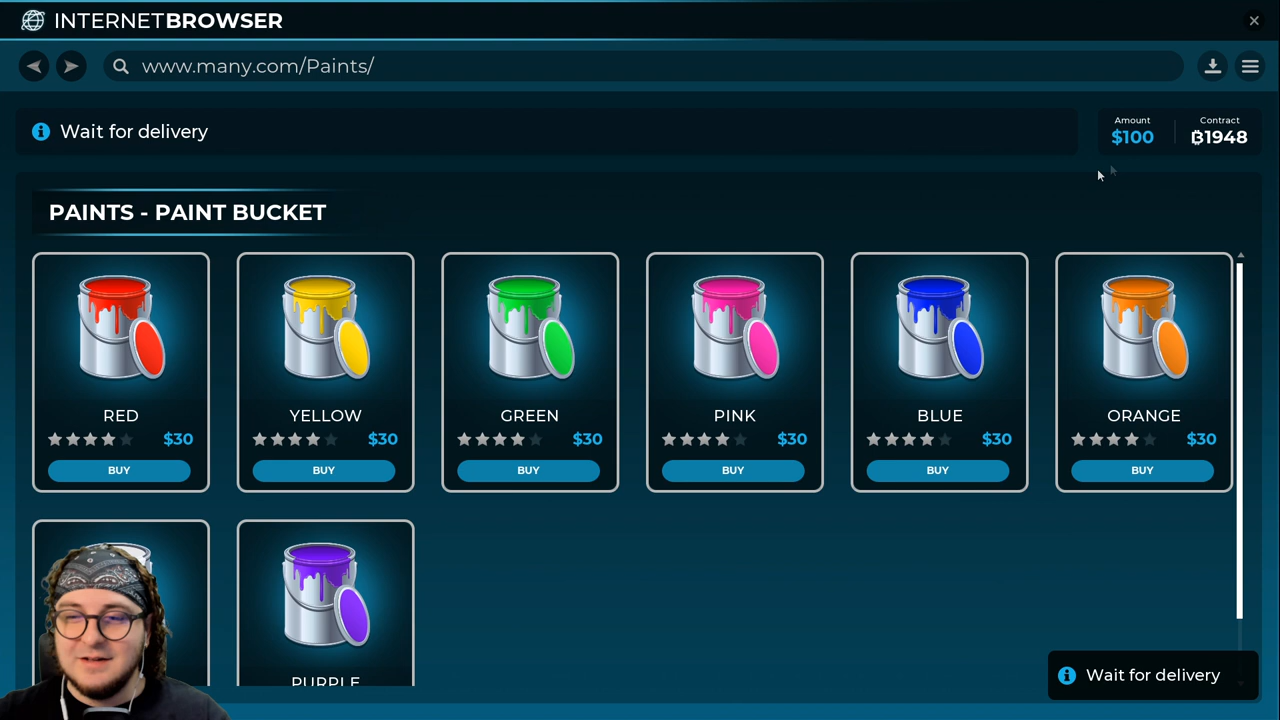 INTERNETBROWSER
www.many.com/Paints/
Wait for delivery
Amount
$100
Contract
₿1948
PAINTS - PAINT BUCKET
RED
$30
BUY
YELLOW
$30
BUY
GREEN
$30
BUY
PINK
$30
BUY
BLUE
$30
BUY
ORANGE
$30
BUY
PURPLE
Wait for delivery